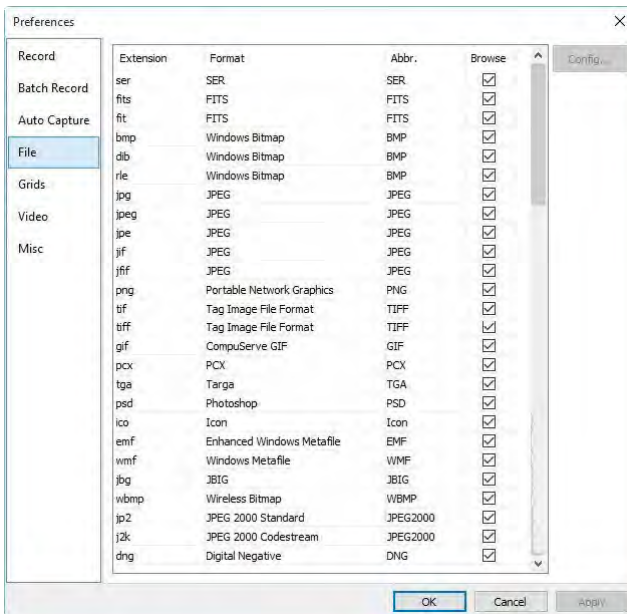 Preferences
Record
Batch Record
Auto Capture
File
Grids
Video
Misc
Extension Format Abbr. Browse
ser SER SER
fits FITS FITS
fit FITS FITS
bmp Windows Bitmap BMP
dib Windows Bitmap BMP
rle Windows Bitmap BMP
jpg JPEG JPEG
jpeg JPEG JPEG
jpe JPEG JPEG
jif JPEG JPEG
jfif JPEG JPEG
png Portable Network Graphics PNG
tif Tag Image File Format TIFF
tiff Tag Image File Format TIFF
gif CompuServe GIF GIF
pcx PCX PCX
tga Targa TGA
psd Photoshop PSD
ico Icon Icon
emf Enhanced Windows Metafile EMF
wmf Windows Metafile WMF
jbg JBIG JBIG
wbmp Wireless Bitmap WBMP
jp2 JPEG 2000 Standard JPEG2000
j2k JPEG 2000 Codestream JPEG2000
dng Digital Negative DNG
Config...
OK Cancel Apply